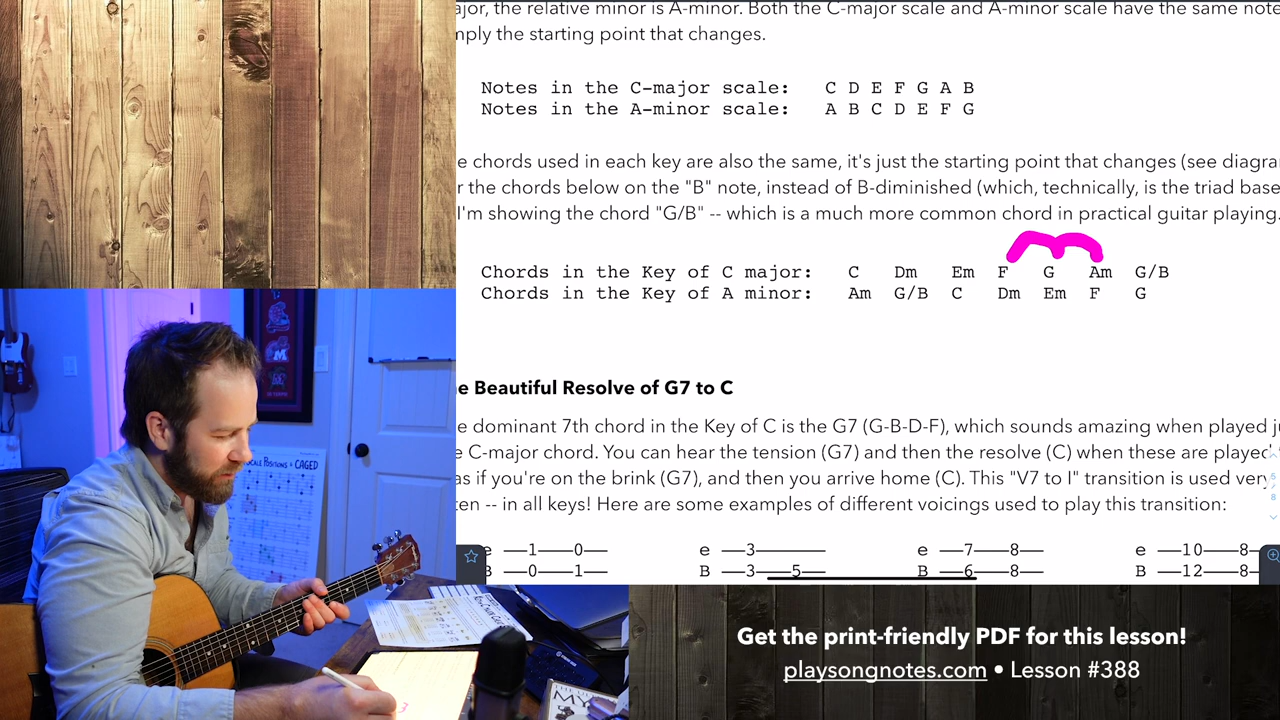 ajor, the relative minor is A-minor. Both the C-major scale and A-minor scale have the same note
mply the starting point that changes.
Notes in the C-major scale: C D E F G A B
Notes in the A-minor scale: A B C D E F G
e chords used in each key are also the same, it's just the starting point that changes (see diagra
r the chords below on the "B" note, instead of B-diminished (which, technically, is the triad base
I'm showing the chord "G/B" -- which is a much more common chord in practical guitar playing.
Chords in the Key of C major: C Dm Em F G Am G/B
Chords in the Key of A minor: Am G/B C Dm Em F G
e Beautiful Resolve of G7 to C
e dominant 7th chord in the Key of C is the G7 (G-B-D-F), which sounds amazing when played j
e C-major chord. You can hear the tension (G7) and then the resolve (C) when these are played
as if you're on the brink (G7), and then you arrive home (C). This "V7 to I" transition is used very
ten -- in all keys! Here are some examples of different voicings used to play this transition:
e —1——0—— e —3———— e —7——8—— e —10——8-
B —0——1—— B —3——5—— B —6——8—— B —12——8-
SCALE POSITIONS & CAGED
Get the print-friendly PDF for this lesson!
playsongnotes.com • Lesson #388